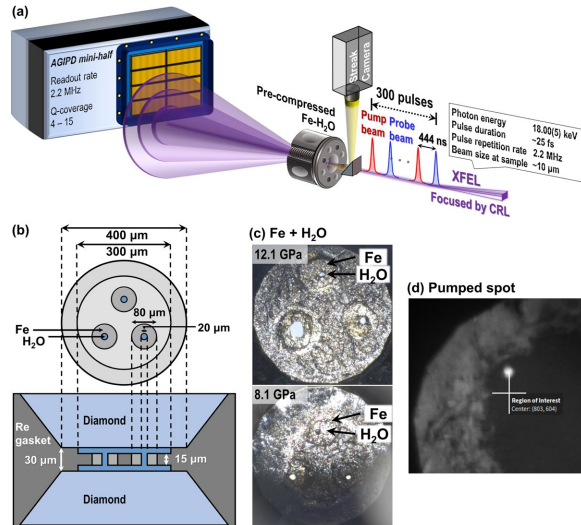 (a)
AGIPD mini-half
Readout rate
2.2 MHz
Q-coverage
4 – 15
Pre-compressed
Fe-H₂O
Streak
Camera
300 pulses
Pump
beam
Probe
beam
444 ns
Photon energy 18.00(5) keV
Pulse duration ~25 fs
Pulse repetition rate 2.2 MHz
Beam size at sample ~10 µm
XFEL
Focused by CRL
(b)
400 µm
300 µm
80 µm
20 µm
Fe
H₂O
Diamond
Re
gasket
30 µm
15 µm
Diamond
(c) Fe + H₂O
12.1 GPa
Fe
H₂O
8.1 GPa
Fe
H₂O
(d) Pumped spot
Region of Interest
Center: (803, 604)